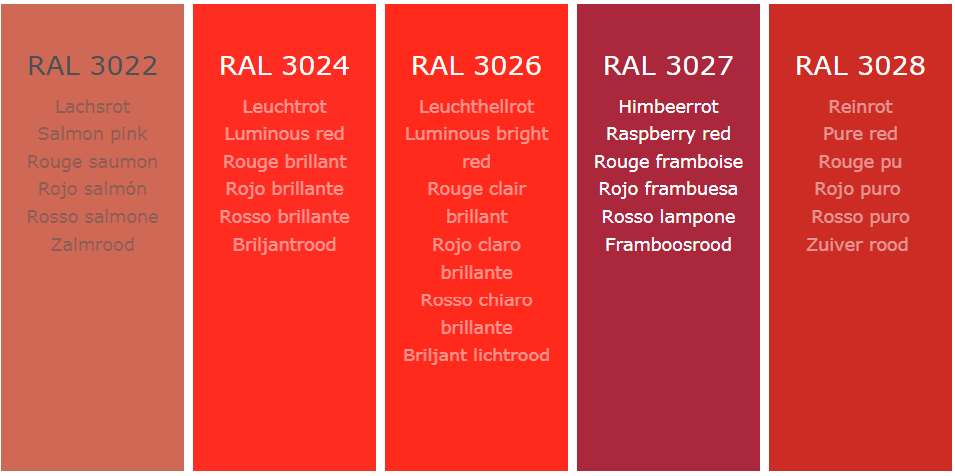 RAL 3022
Lachsrot
Salmon pink
Rouge saumon
Rojo salmón
Rosso salmone
Zalmrood
RAL 3024
Leuchtrot
Luminous red
Rouge brillant
Rojo brillante
Rosso brillante
Briljantrood
RAL 3026
Leuchthellrot
Luminous bright
red
Rouge clair
brillant
Rojo claro
brillante
Rosso chiaro
brillante
Briljant lichtrood
RAL 3027
Himbeerrot
Raspberry red
Rouge framboise
Rojo frambuesa
Rosso lampone
Framboosrood
RAL 3028
Reinrot
Pure red
Rouge pu
Rojo puro
Rosso puro
Zuiver rood